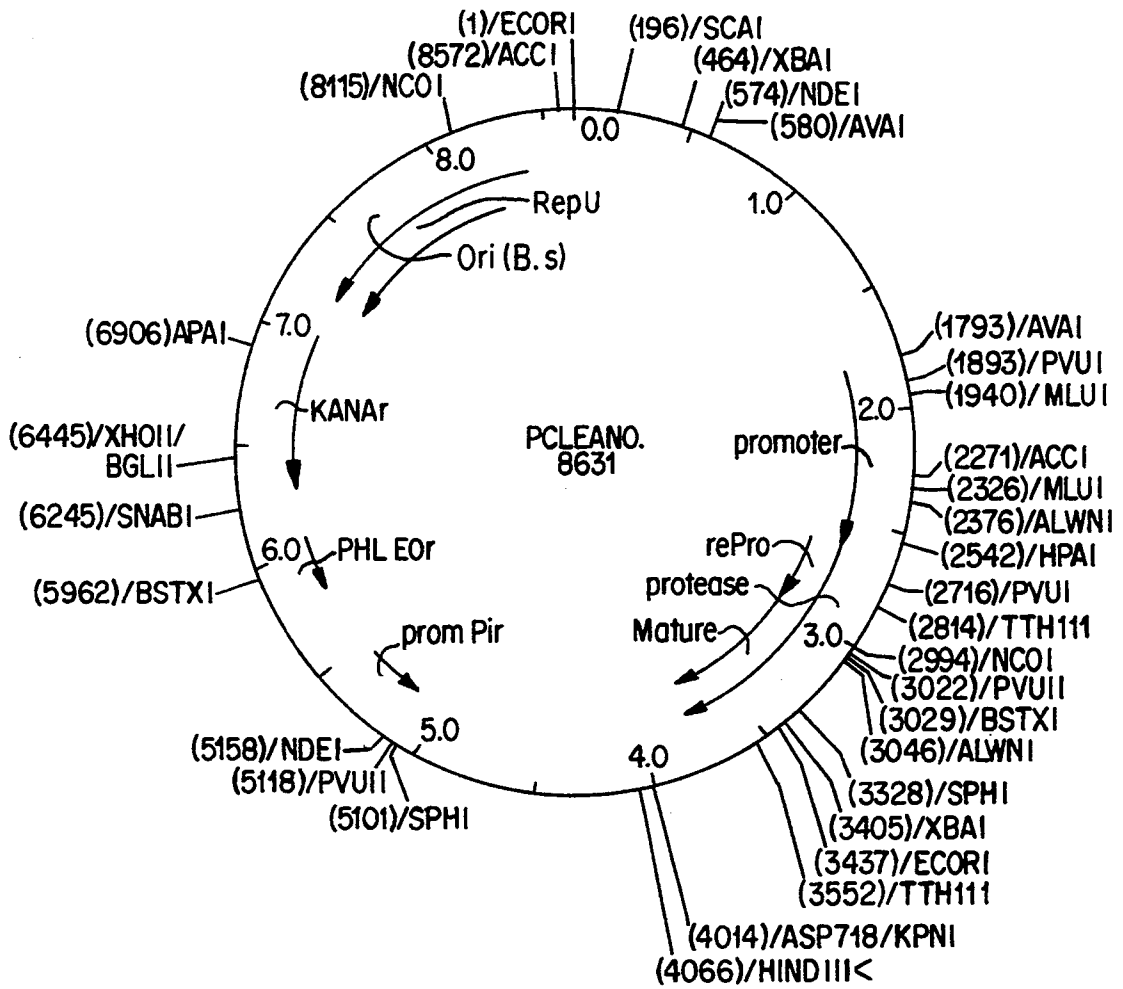 (1)/ECORI
(196)/SCAI
(8572)/ACCI
(464)/XBAI
(8115)/NCOI
(574)/NDEI
(580)/AVAI
0.0
8.0
1.0
RepU
Ori (B. s)
7.0
(6906)APAI
(1793)/AVAI
(1893)/PVUI
(1940)/MLUI
2.0
KANAr
(6445)/XHOII/
BGLII
PCLEANO.
8631
promoter
(2271)/ACCI
(2326)/MLUI
(2376)/ALWNI
(6245)/SNABI
6.0
PHL EOr
rePro
(2542)/HPAI
(5962)/BSTXI
protease
(2716)/PVUI
(2814)/TTH111
prom Pir
Mature
3.0
(2994)/NCOI
(3022)/PVUII
(3029)/BSTXI
(3046)/ALWNI
(5158)/NDEI
(5118)/PVUII
(5101)/SPHI
5.0
4.0
(3328)/SPHI
(3405)/XBAI
(3437)/ECORI
(3552)/TTH111
(4014)/ASP718/KPNI
(4066)/HINDIII<